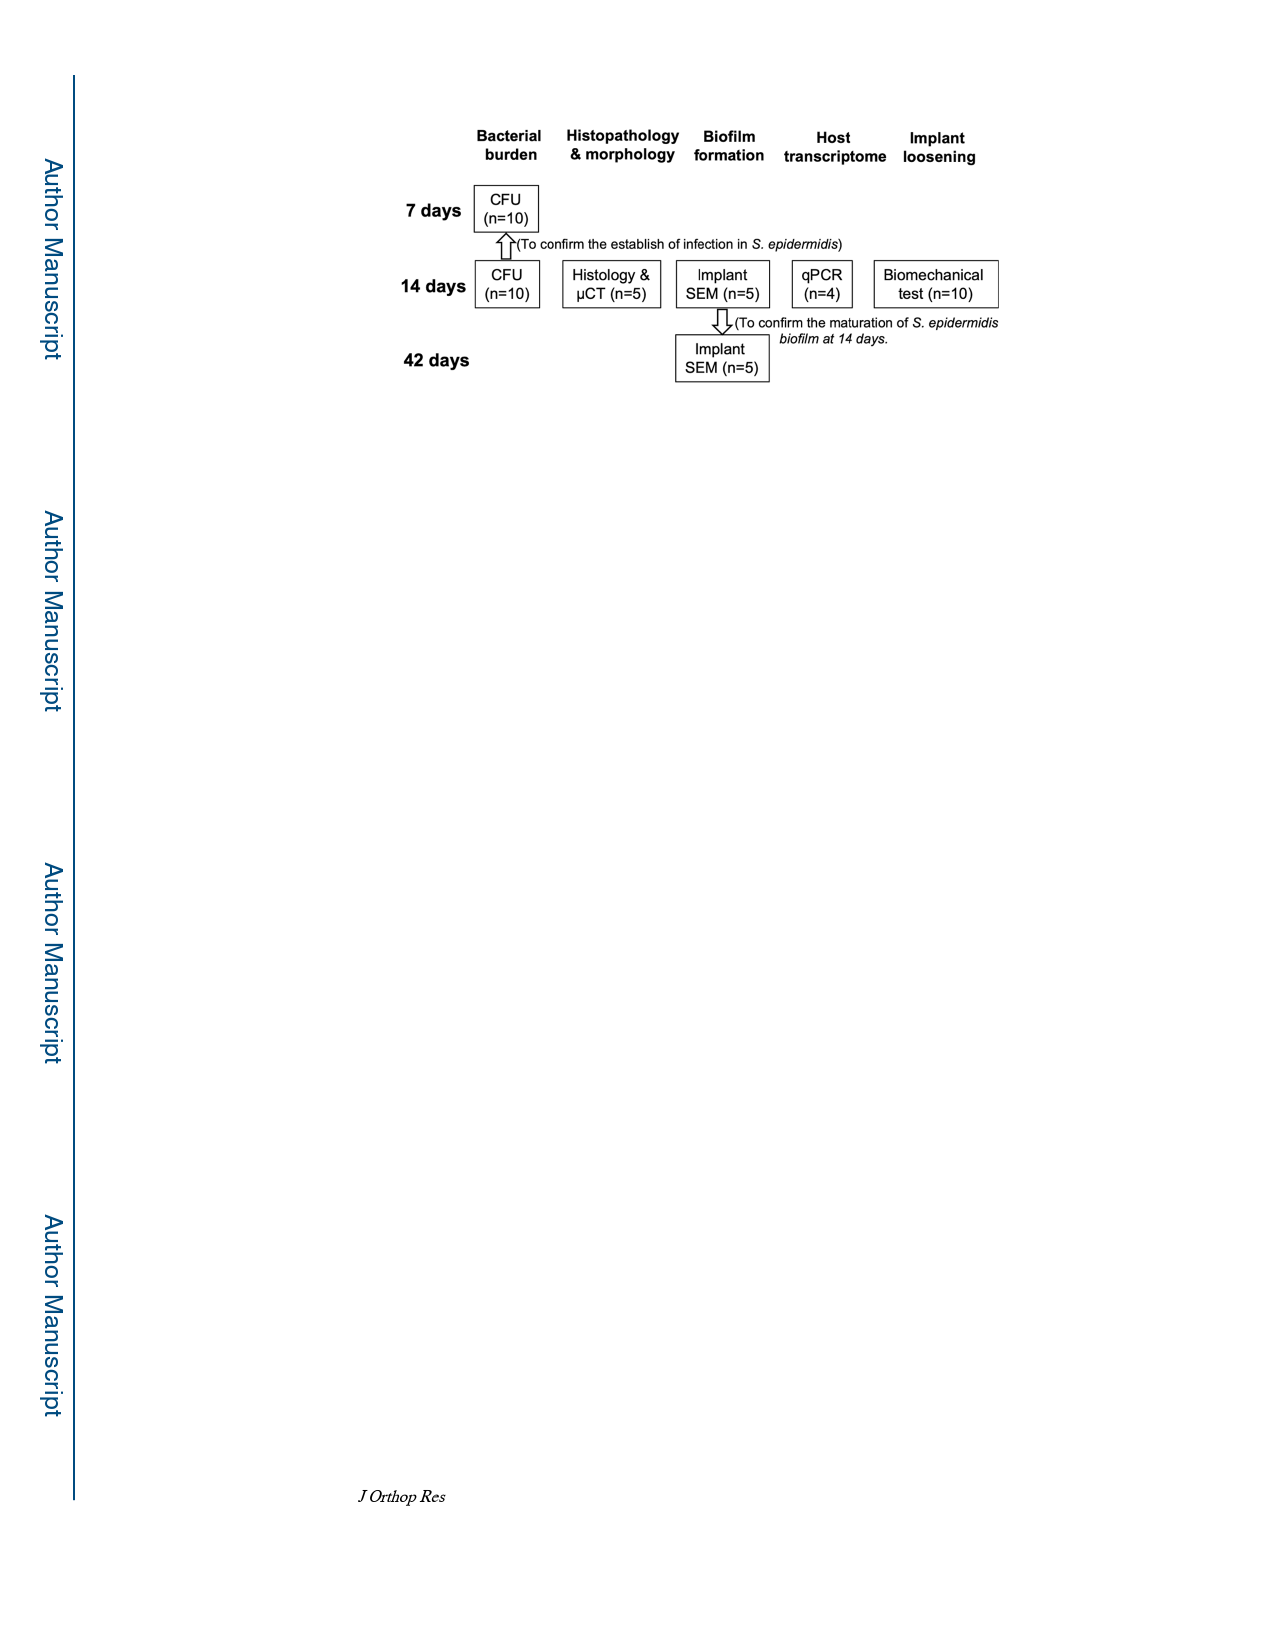 Bacterial burden
Histopathology & morphology
Biofilm formation
Host transcriptome
Implant loosening
7 days
CFU
(n=10)
(To confirm the establish of infection in S. epidermidis)
14 days
CFU
(n=10)
Histology &
µCT (n=5)
Implant
SEM (n=5)
qPCR
(n=4)
Biomechanical
test (n=10)
(To confirm the maturation of S. epidermidis
biofilm at 14 days.
42 days
Implant
SEM (n=5)
Author Manuscript
Author Manuscript
Author Manuscript
Author Manuscript
J Orthop Res